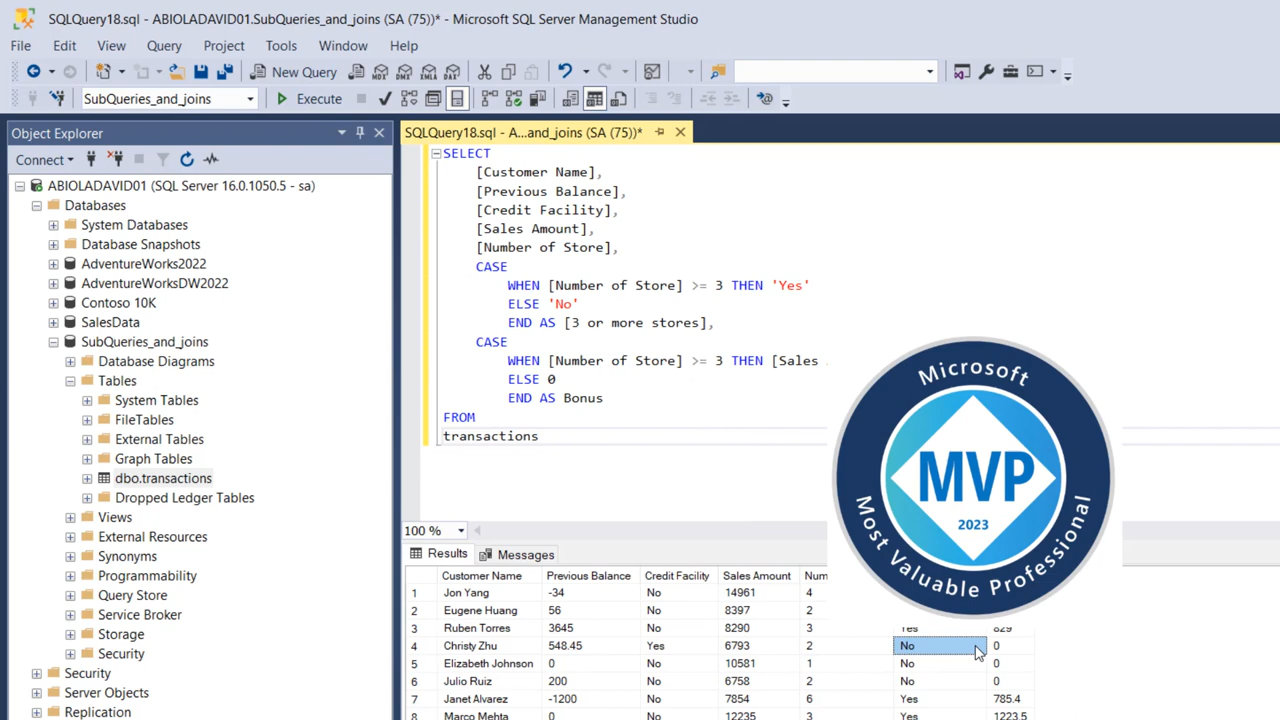 SQLQuery18.sql - ABIOLADAVID01.SubQueries_and_joins (SA (75))* - Microsoft SQL Server Management Studio
File Edit View Query Project Tools Window Help
New Query MDX DMX XMLA DAX
SubQueries_and_joins Execute
Object Explorer
SQLQuery18.sql - A...and_joins (SA (75))*
Connect
ABIOLADAVID01 (SQL Server 16.0.1050.5 - sa)
Databases
System Databases
Database Snapshots
AdventureWorks2022
AdventureWorksDW2022
Contoso 10K
SalesData
SubQueries_and_joins
Database Diagrams
Tables
System Tables
FileTables
External Tables
Graph Tables
dbo.transactions
Dropped Ledger Tables
Views
External Resources
Synonyms
Programmability
Query Store
Service Broker
Storage
Security
Security
Server Objects
Replication
SELECT
[Customer Name],
[Previous Balance],
[Credit Facility],
[Sales Amount],
[Number of Store],
CASE
WHEN [Number of Store] >= 3 THEN 'Yes'
ELSE 'No'
END AS [3 or more stores],
CASE
WHEN [Number of Store] >= 3 THEN [Sales
ELSE 0
END AS Bonus
FROM
transactions
Microsoft
MVP
2023
Most Valuable Professional
100 %
Results Messages
Customer Name Previous Balance Credit Facility Sales Amount Num
1 Jon Yang -34 No 14961 4
2 Eugene Huang 56 No 8397 2
3 Ruben Torres 3645 No 8290 3 Yes 829
4 Christy Zhu 548.45 Yes 6793 2 No 0
5 Elizabeth Johnson 0 No 10581 1 No 0
6 Julio Ruiz 200 No 6758 2 No 0
7 Janet Alvarez -1200 No 7854 6 Yes 785.4
8 Marco Mehta 0 No 12235 3 Yes 1223.5